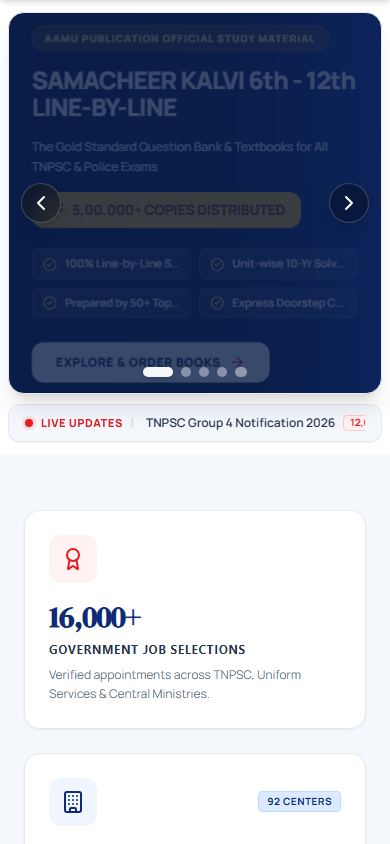 AAMU PUBLICATION OFFICIAL STUDY MATERIAL
SAMACHEER KALVI 6th - 12th
LINE-BY-LINE
The Gold Standard Question Bank & Textbooks for All
TNPSC & Police Exams
5,00,000+ COPIES DISTRIBUTED
100% Line-by-Line S...
Unit-wise 10-Yr Solv...
Prepared by 50+ Top...
Express Doorstep C...
EXPLORE & ORDER BOOKS
LIVE UPDATES
TNPSC Group 4 Notification 2026
16,000+
GOVERNMENT JOB SELECTIONS
Verified appointments across TNPSC, Uniform
Services & Central Ministries.
92 CENTERS